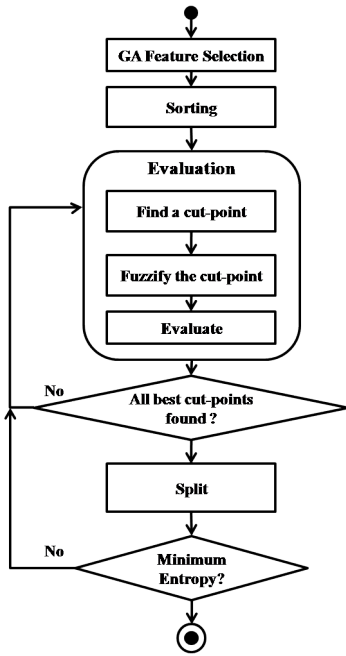 GA Feature Selection
Sorting
Evaluation
Find a cut-point
Fuzzify the cut-point
Evaluate
No
All best cut-points
found ?
Split
No
Minimum
Entropy?